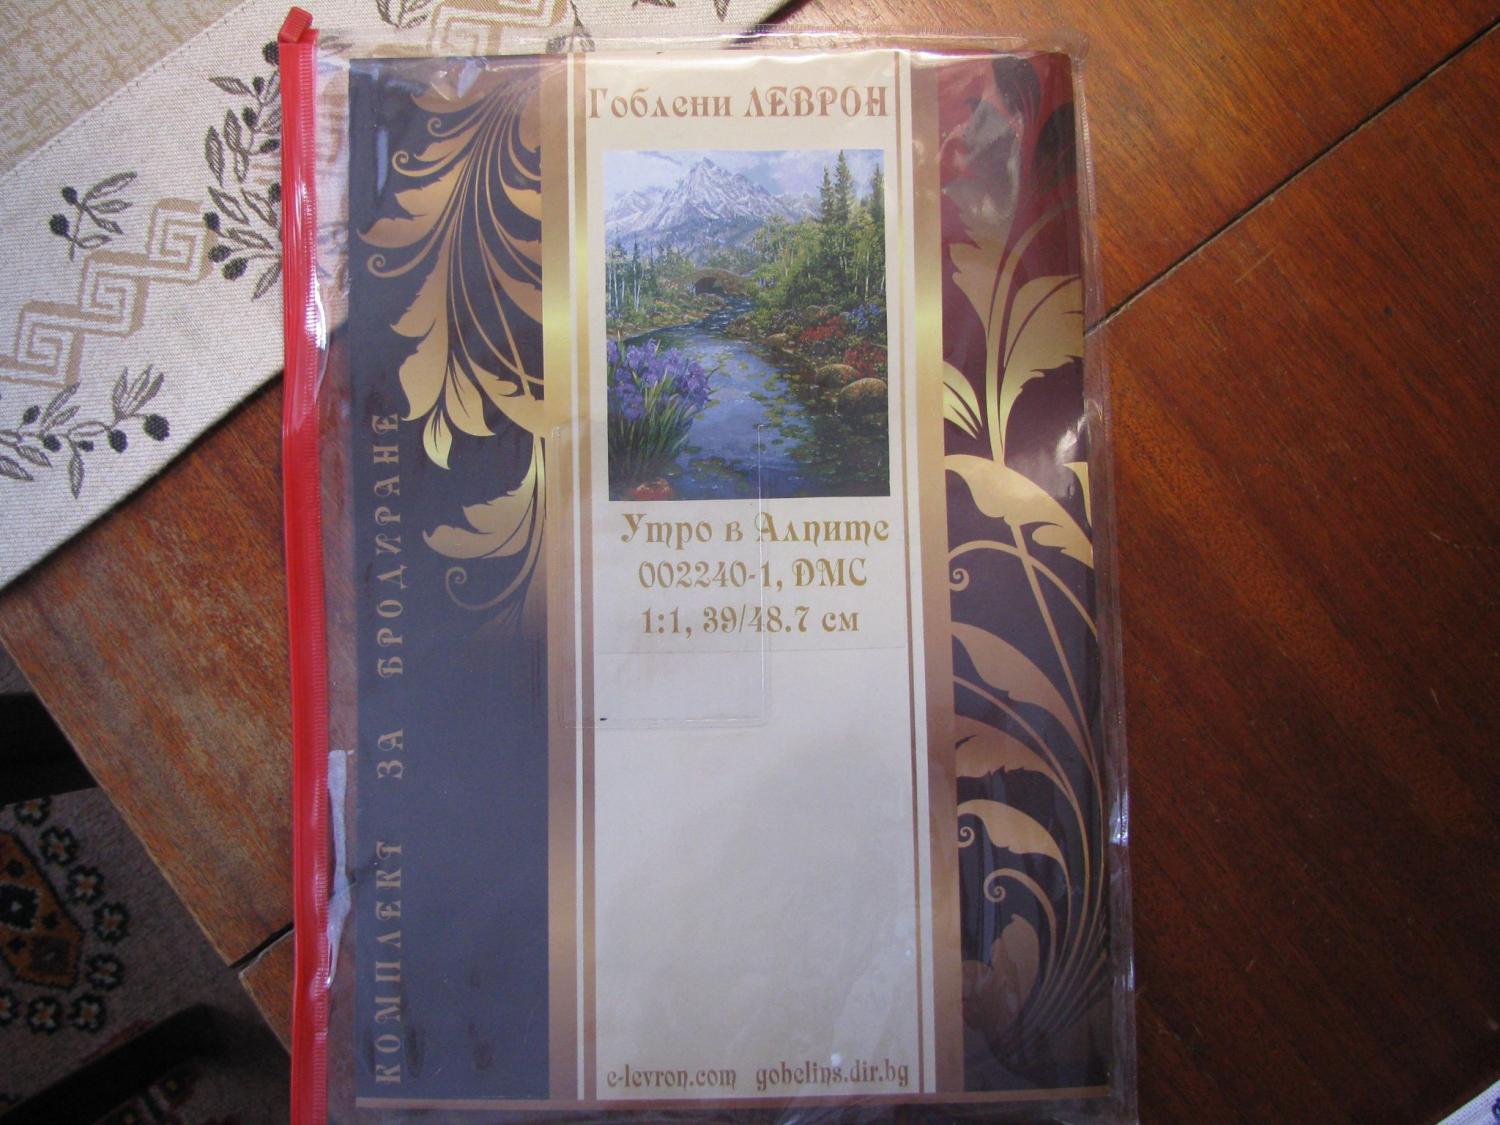 Гоблени ЛЕВРОН
Утро в Алпите
002240-1, DMC
1:1, 39/48.7 см
КОМПЛЕКТ ЗА БРОДИРАНЕ
e-levron.com gobelins.dir.bg